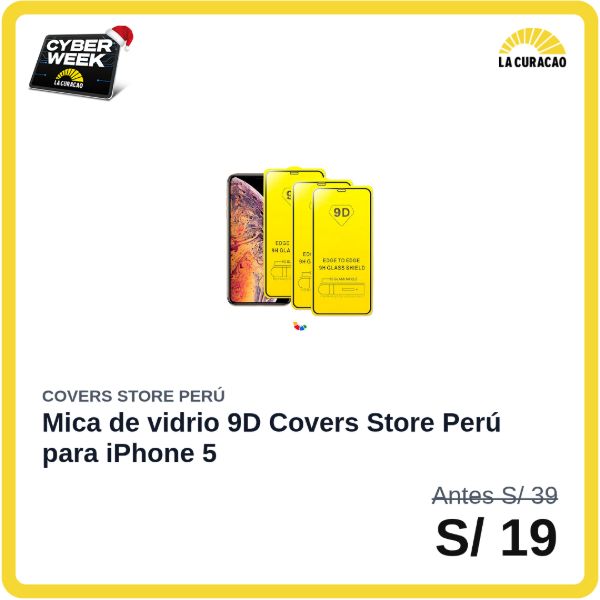 CYBER
WEEK
LA CURACAO
LA CURACAO
9D
EDGE TO EDGE
9H GLASS SHIELD
COVERS STORE PERÚ
Mica de vidrio 9D Covers Store Perú
para iPhone 5
Antes S/ 39
S/ 19